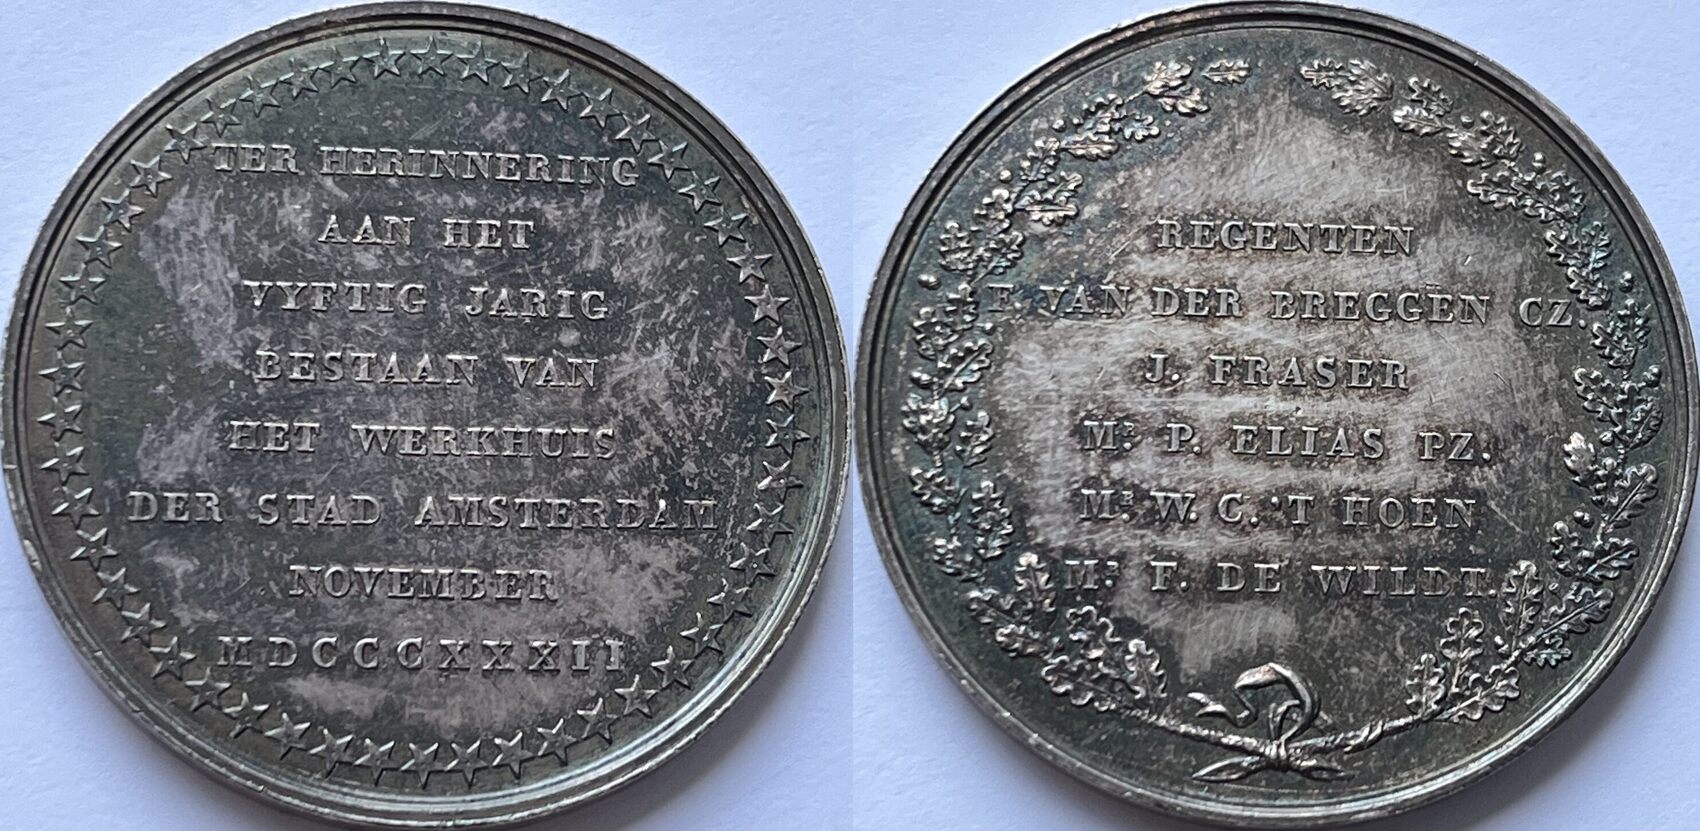 TER HERINNERING
AAN HET
VYFTIG JARIG
BESTAAN VAN
HET WERKHUIS
DER STAD AMSTERDAM
NOVEMBER
MDCCCXXXII
REGENTEN
F. VAN DER BREGGEN CZ.
J. FRASER
MR. P. ELIAS PZ.
MR. W. C. 'T HOEN
MR. F. DE WILDT.